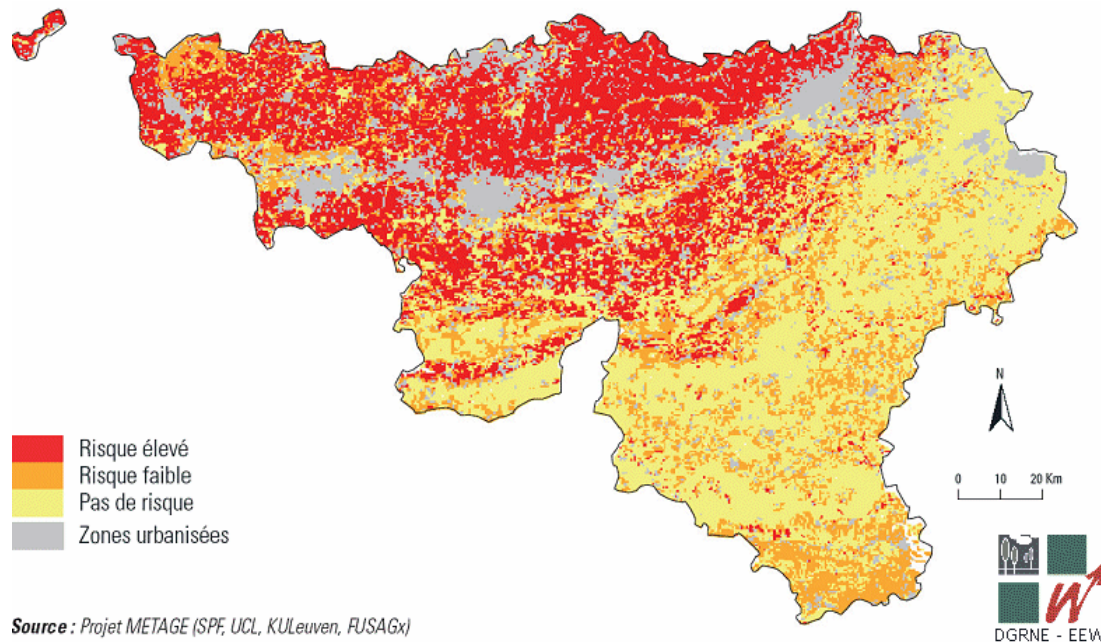 N
0 10 20 Km
Risque élevé
Risque faible
Pas de risque
Zones urbanisées
Source : Projet METAGE (SPF, UCL, KULeuven, FUSAGx)
DGRNE - EEW